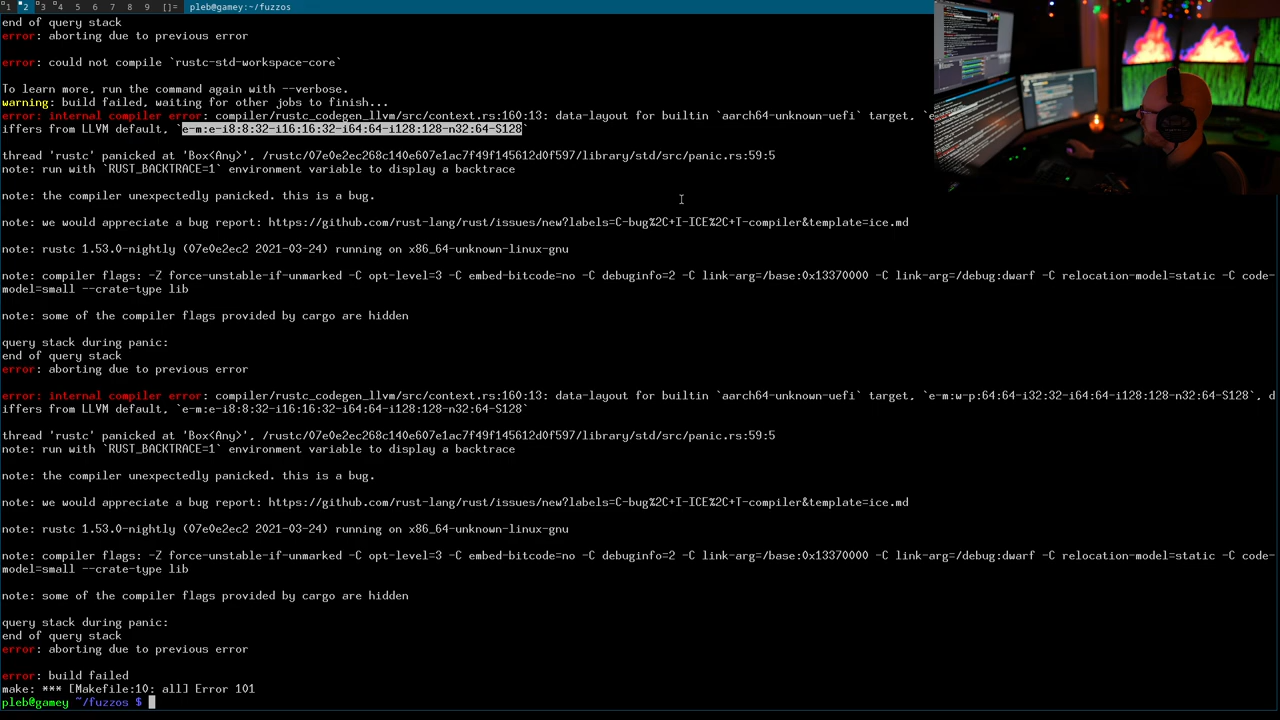 1 2 3 4 5 6 7 8 9 []= pleb@gamey:~/fuzzos
end of query stack
error: aborting due to previous error
error: could not compile `rustc-std-workspace-core`
To learn more, run the command again with --verbose.
warning: build failed, waiting for other jobs to finish...
error: internal compiler error: compiler/rustc_codegen_llvm/src/context.rs:160:13: data-layout for builtin `aarch64-unknown-uefi` target, `e
iffers from LLVM default, `e-m:e-i8:8:32-i16:16:32-i64:64-i128:128-n32:64-S128`
thread 'rustc' panicked at 'Box<Any>', /rustc/07e0e2ec268c140e607e1ac7f49f145612d0f597/library/std/src/panic.rs:59:5
note: run with `RUST_BACKTRACE=1` environment variable to display a backtrace
note: the compiler unexpectedly panicked. this is a bug.
note: we would appreciate a bug report: https://github.com/rust-lang/rust/issues/new?labels=C-bug%2C+I-ICE%2C+T-compiler&template=ice.md
note: rustc 1.53.0-nightly (07e0e2ec2 2021-03-24) running on x86_64-unknown-linux-gnu
note: compiler flags: -Z force-unstable-if-unmarked -C opt-level=3 -C embed-bitcode=no -C debuginfo=2 -C link-arg=/base:0x13370000 -C link-arg=/debug:dwarf -C relocation-model=static -C code-
model=small --crate-type lib
note: some of the compiler flags provided by cargo are hidden
query stack during panic:
end of query stack
error: aborting due to previous error
error: internal compiler error: compiler/rustc_codegen_llvm/src/context.rs:160:13: data-layout for builtin `aarch64-unknown-uefi` target, `e-m:w-p:64:64-i32:32-i64:64-i128:128-n32:64-S128`, d
iffers from LLVM default, `e-m:e-i8:8:32-i16:16:32-i64:64-i128:128-n32:64-S128`
thread 'rustc' panicked at 'Box<Any>', /rustc/07e0e2ec268c140e607e1ac7f49f145612d0f597/library/std/src/panic.rs:59:5
note: run with `RUST_BACKTRACE=1` environment variable to display a backtrace
note: the compiler unexpectedly panicked. this is a bug.
note: we would appreciate a bug report: https://github.com/rust-lang/rust/issues/new?labels=C-bug%2C+I-ICE%2C+T-compiler&template=ice.md
note: rustc 1.53.0-nightly (07e0e2ec2 2021-03-24) running on x86_64-unknown-linux-gnu
note: compiler flags: -Z force-unstable-if-unmarked -C opt-level=3 -C embed-bitcode=no -C debuginfo=2 -C link-arg=/base:0x13370000 -C link-arg=/debug:dwarf -C relocation-model=static -C code-
model=small --crate-type lib
note: some of the compiler flags provided by cargo are hidden
query stack during panic:
end of query stack
error: aborting due to previous error
error: build failed
make: *** [Makefile:10: all] Error 101
pleb@gamey ~/fuzzos $